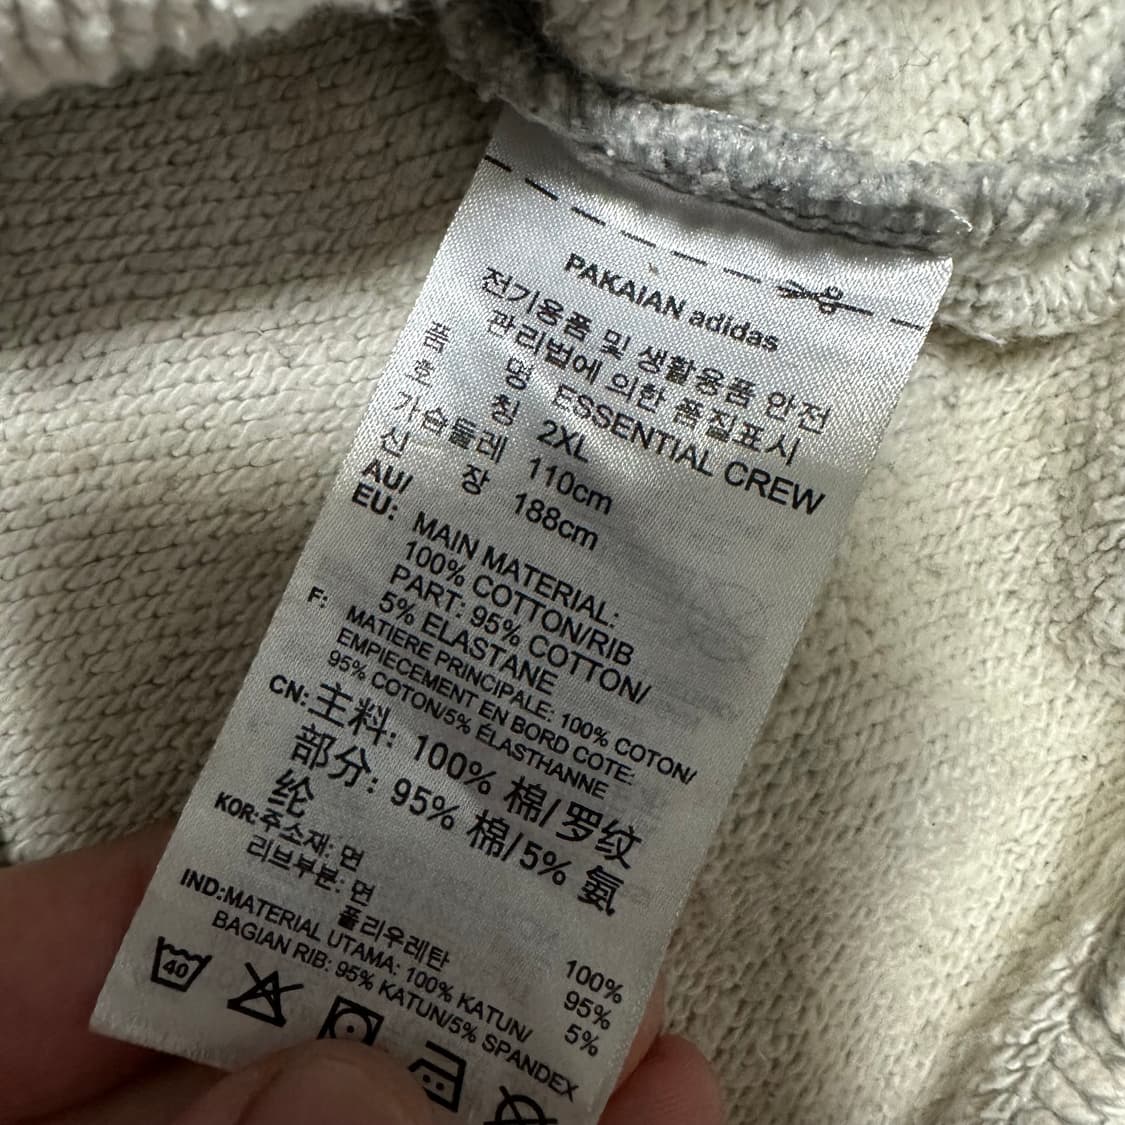 PAKAIAN adidas
전기용품 및 생활용품 안전
관리법에 의한 품질표시
품 명 ESSENTIAL CREW
호 칭 2XL
가슴둘레 110cm
신 장 188cm
AU/
EU: MAIN MATERIAL:
100% COTTON/RIB
PART: 95% COTTON/
5% ELASTANE
F: MATIERE PRINCIPALE: 100% COTON/
EMPIECEMENT EN BORD COTE:
95% COTON/5% ÉLASTHANNE
CN: 主料: 100% 棉/罗纹
部分: 95% 棉/5% 氨
纶
KOR: 주소재: 면 100%
리브부분: 면 95%
폴리우레탄 5%
IND:MATERIAL UTAMA: 100% KATUN/
BAGIAN RIB: 95% KATUN/5% SPANDEX
40